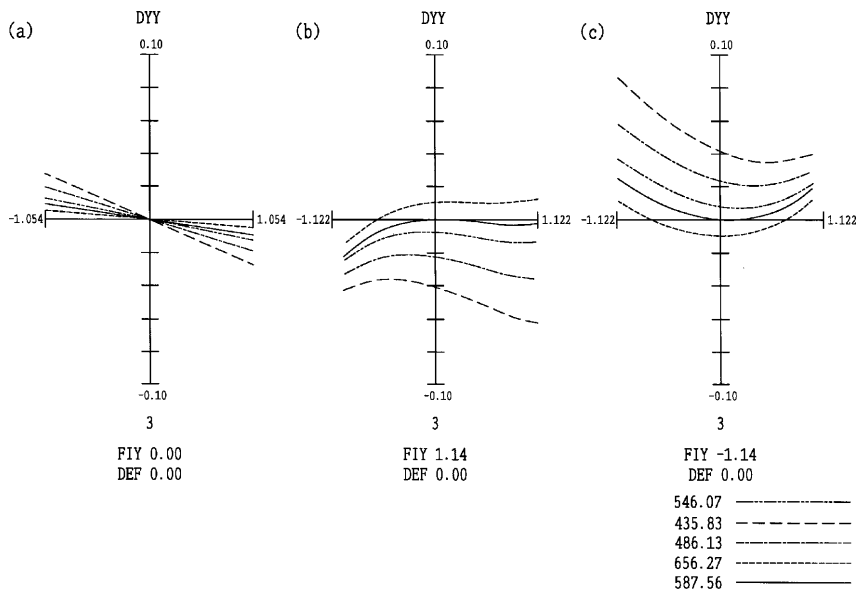 (a)
DYY
0.10
-1.054
1.054
-0.10
3
FIY 0.00
DEF 0.00
(b)
DYY
0.10
-1.122
1.122
-0.10
3
FIY 1.14
DEF 0.00
(c)
DYY
0.10
-1.122
1.122
-0.10
3
FIY -1.14
DEF 0.00
546.07
435.83
486.13
656.27
587.56